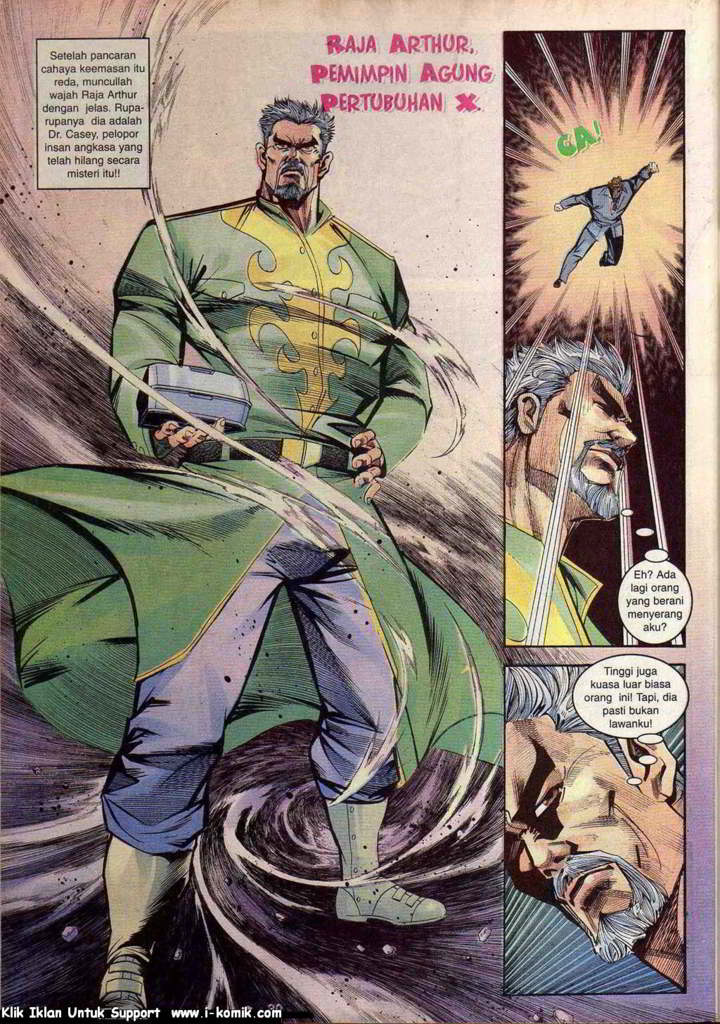 Setelah pancaran
cahaya keemasan itu
reda, muncullah
wajah Raja Arthur
dengan jelas. Rupa-
rupanya dia adalah
Dr. Casey, pelopor
insan angkasa yang
telah hilang secara
misteri itu!!
RAJA ARTHUR,
PEMIMPIN AGUNG
PERTUBUHAN X.
CA!
Eh? Ada
lagi orang
yang berani
menyerang
aku?
Tinggi juga
kuasa luar biasa
orang ini! Tapi, dia
pasti bukan
lawanku!
Klik Iklan Untuk Support www.i-komik.com